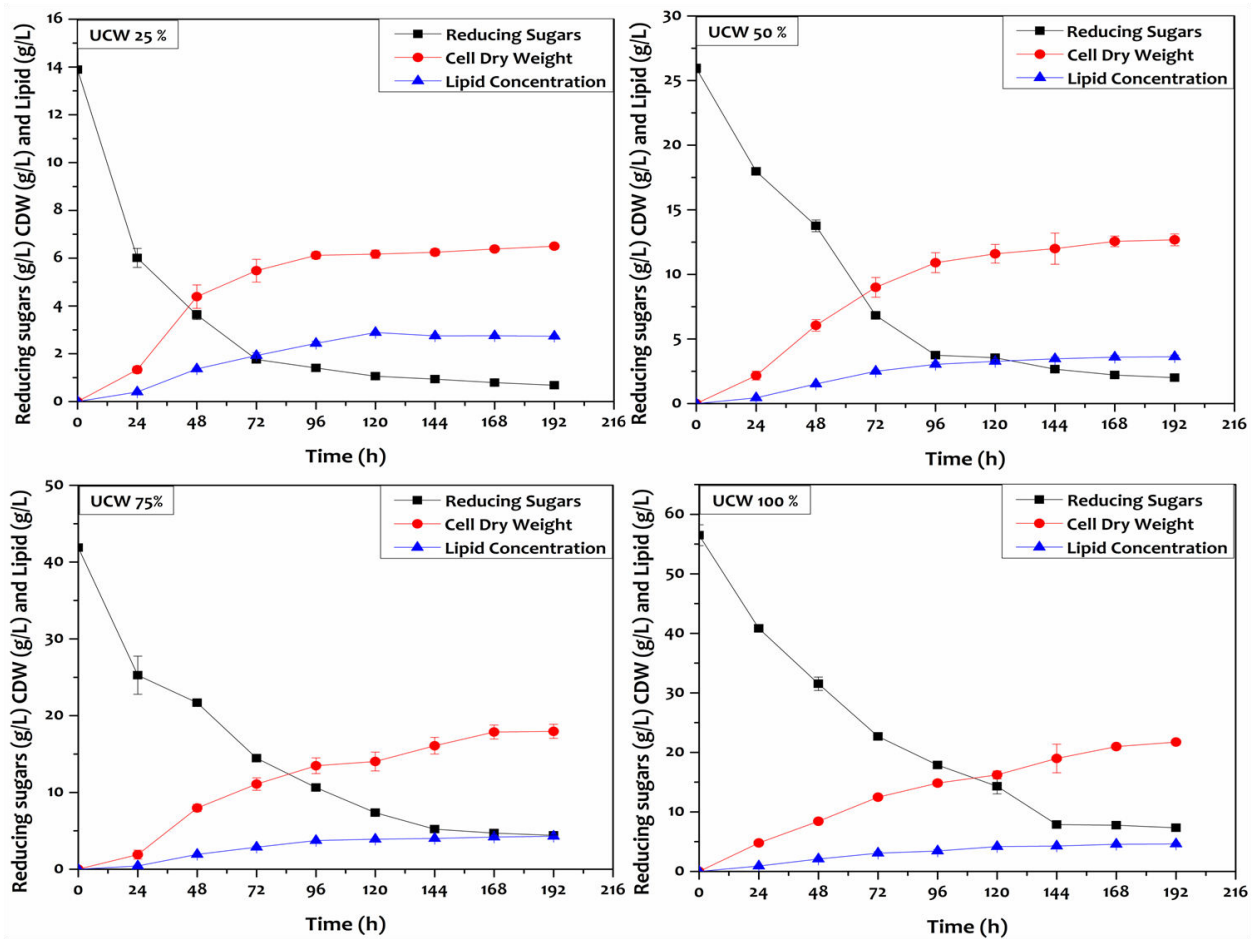 UCW 25 %
Reducing Sugars
Cell Dry Weight
Lipid Concentration
Reducing sugars (g/L) CDW (g/L) and Lipid (g/L)
16
14
12
10
8
6
4
2
0
0 24 48 72 96 120 144 168 192 216
Time (h)
UCW 50 %
Reducing Sugars
Cell Dry Weight
Lipid Concentration
Reducing sugars (g/L) CDW (g/L) and Lipid (g/L)
30
25
20
15
10
5
0
0 24 48 72 96 120 144 168 192 216
Time (h)
UCW 75%
Reducing Sugars
Cell Dry Weight
Lipid Concentration
Reducing sugars (g/L) CDW (g/L) and Lipid (g/L)
50
40
30
20
10
0
0 24 48 72 96 120 144 168 192 216
Time (h)
UCW 100 %
Reducing Sugars
Cell Dry Weight
Lipid Concentration
Reducing sugars (g/L) CDW (g/L) and Lipid (g/L)
60
50
40
30
20
10
0
0 24 48 72 96 120 144 168 192 216
Time (h)